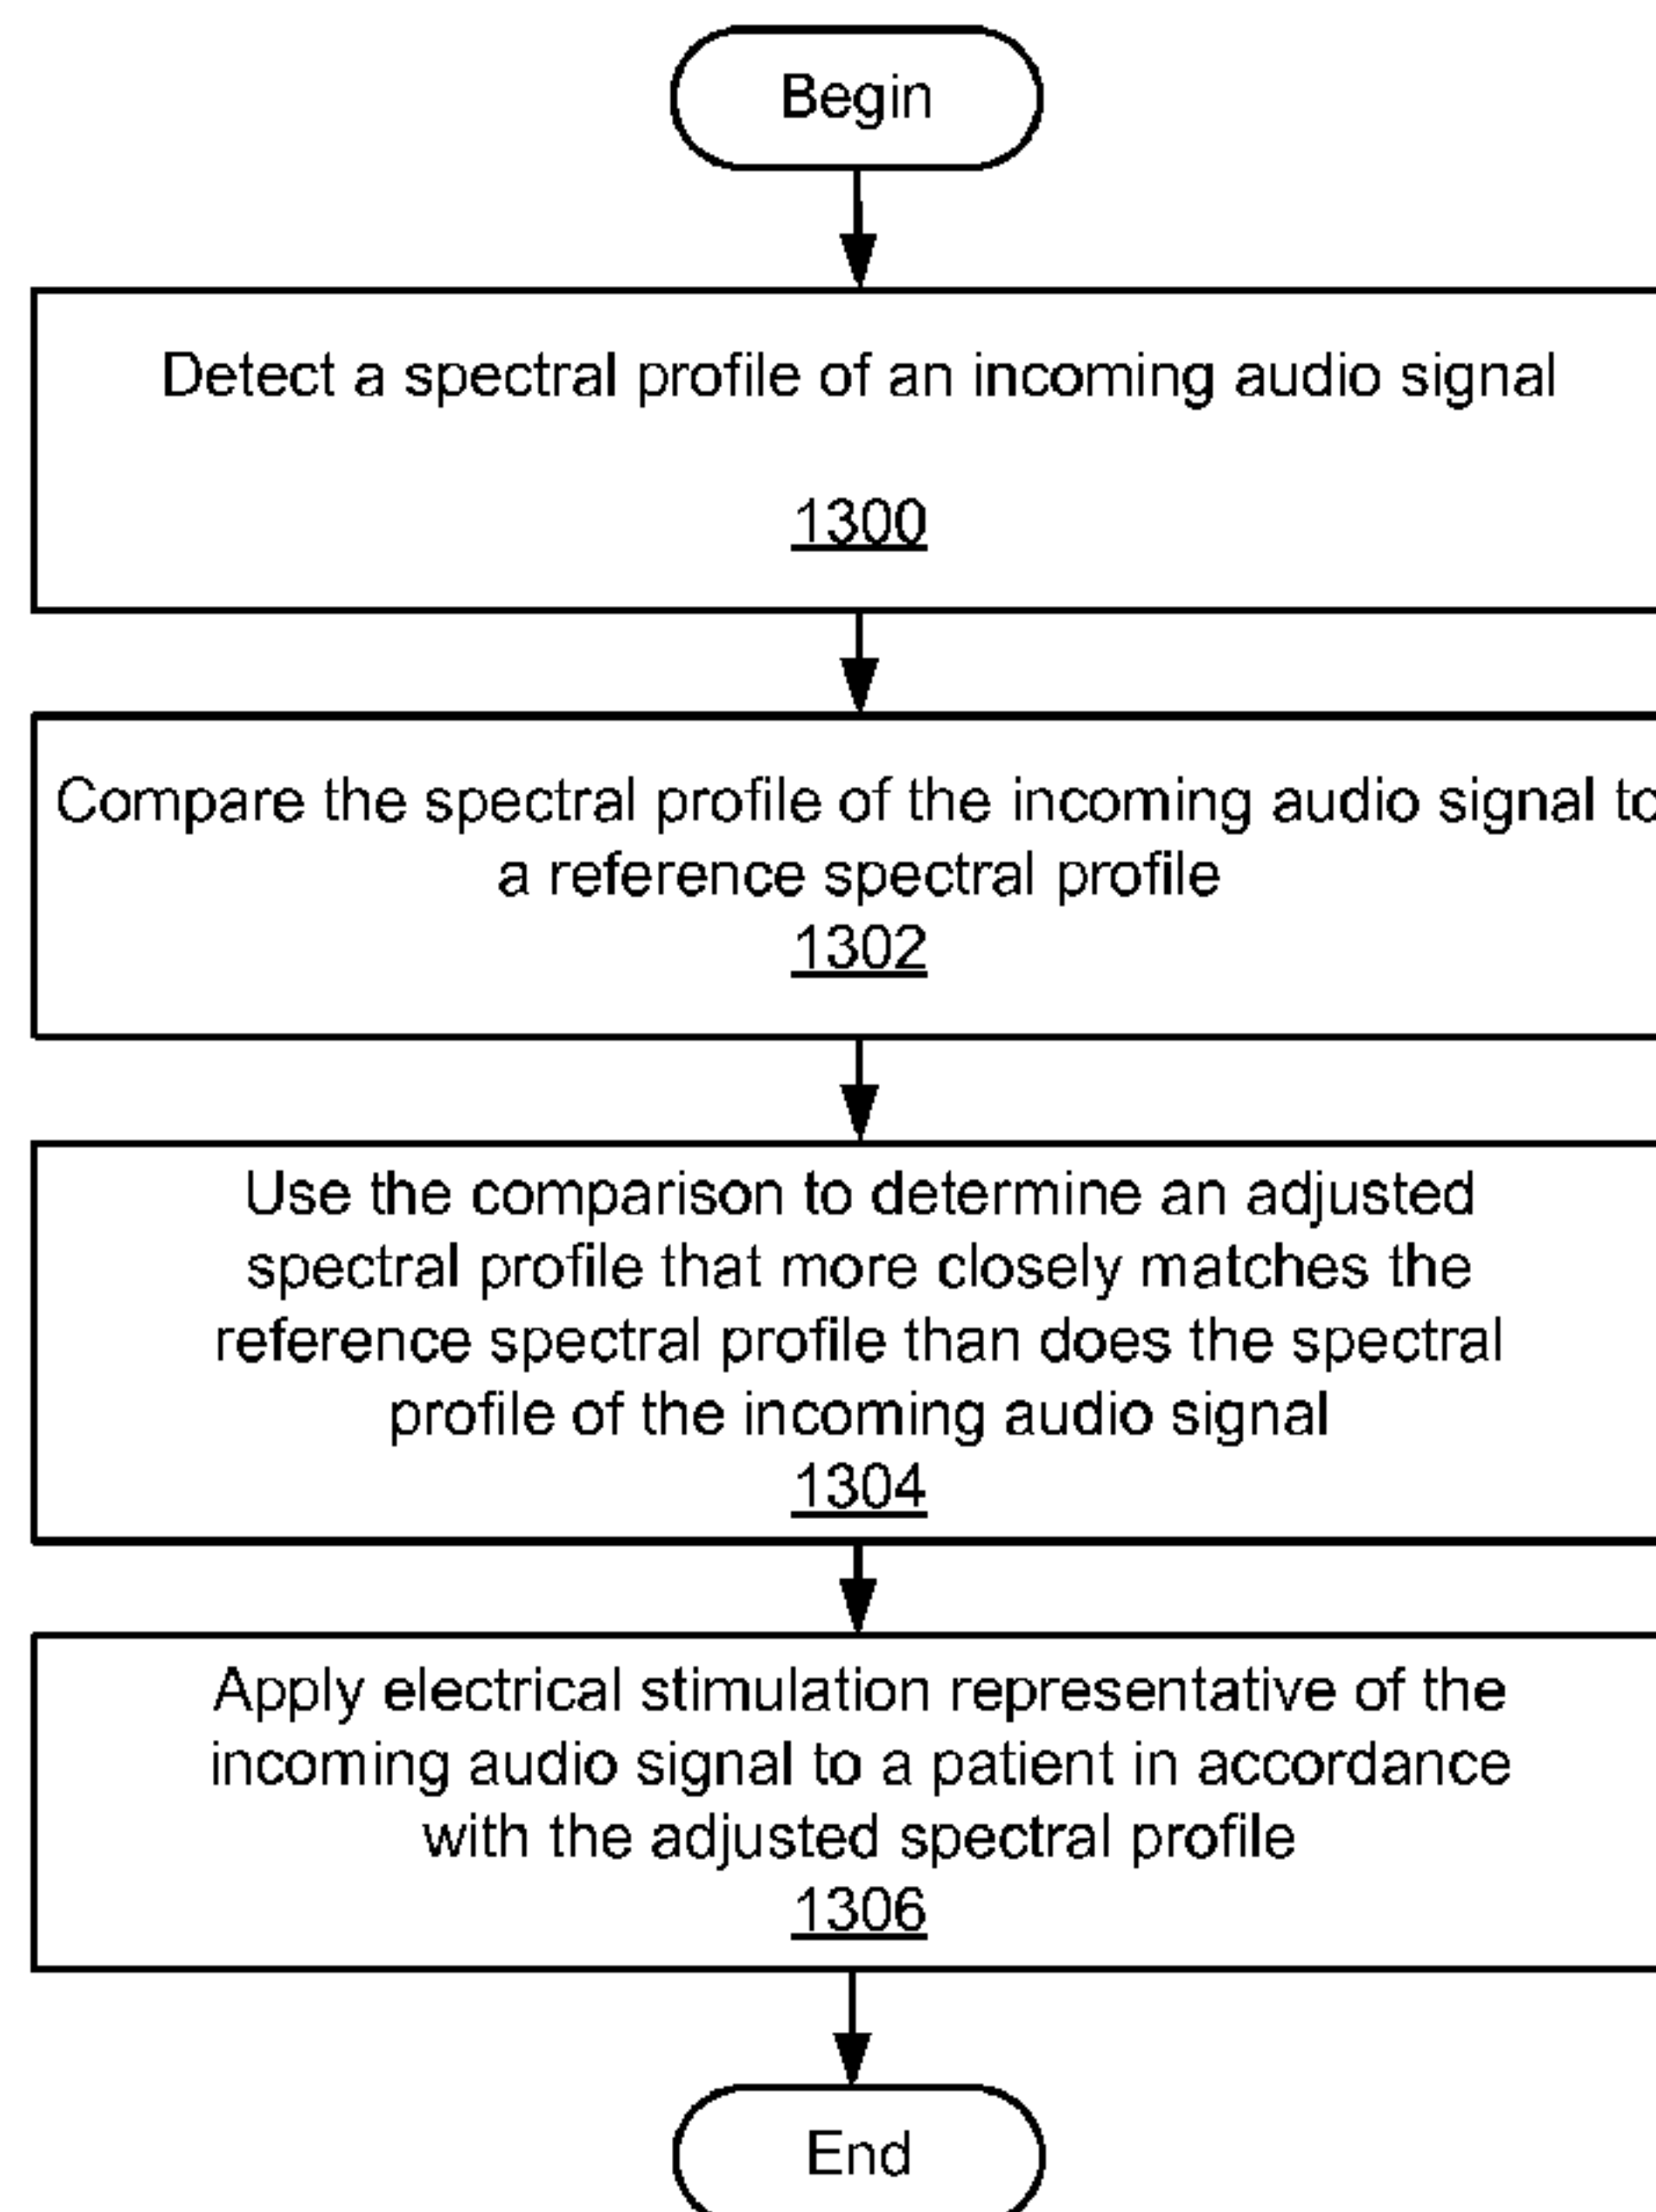 Begin
Detect a spectral profile of an incoming audio signal
1300
Compare the spectral profile of the incoming audio signal to
a reference spectral profile
1302
Use the comparison to determine an adjusted
spectral profile that more closely matches the
reference spectral profile than does the spectral
profile of the incoming audio signal
1304
Apply electrical stimulation representative of the
incoming audio signal to a patient in accordance
with the adjusted spectral profile
1306
End